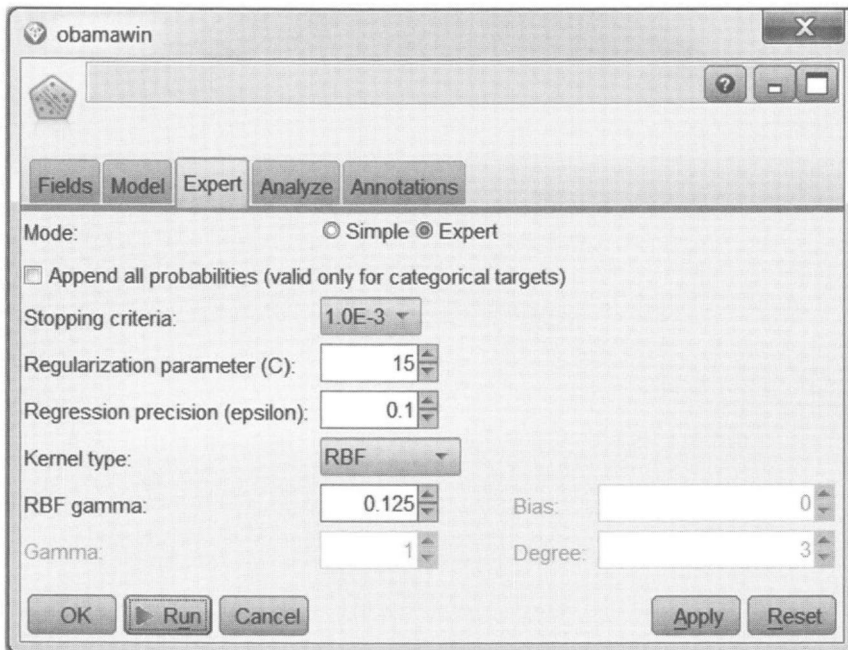 obamawin
Fields Model Expert Analyze Annotations
Mode: Simple Expert
Append all probabilities (valid only for categorical targets)
Stopping criteria: 1.0E-3
Regularization parameter (C): 15
Regression precision (epsilon): 0.1
Kernel type: RBF
RBF gamma: 0.125 Bias: 0
Gamma: 1 Degree: 3
OK Run Cancel Apply Reset